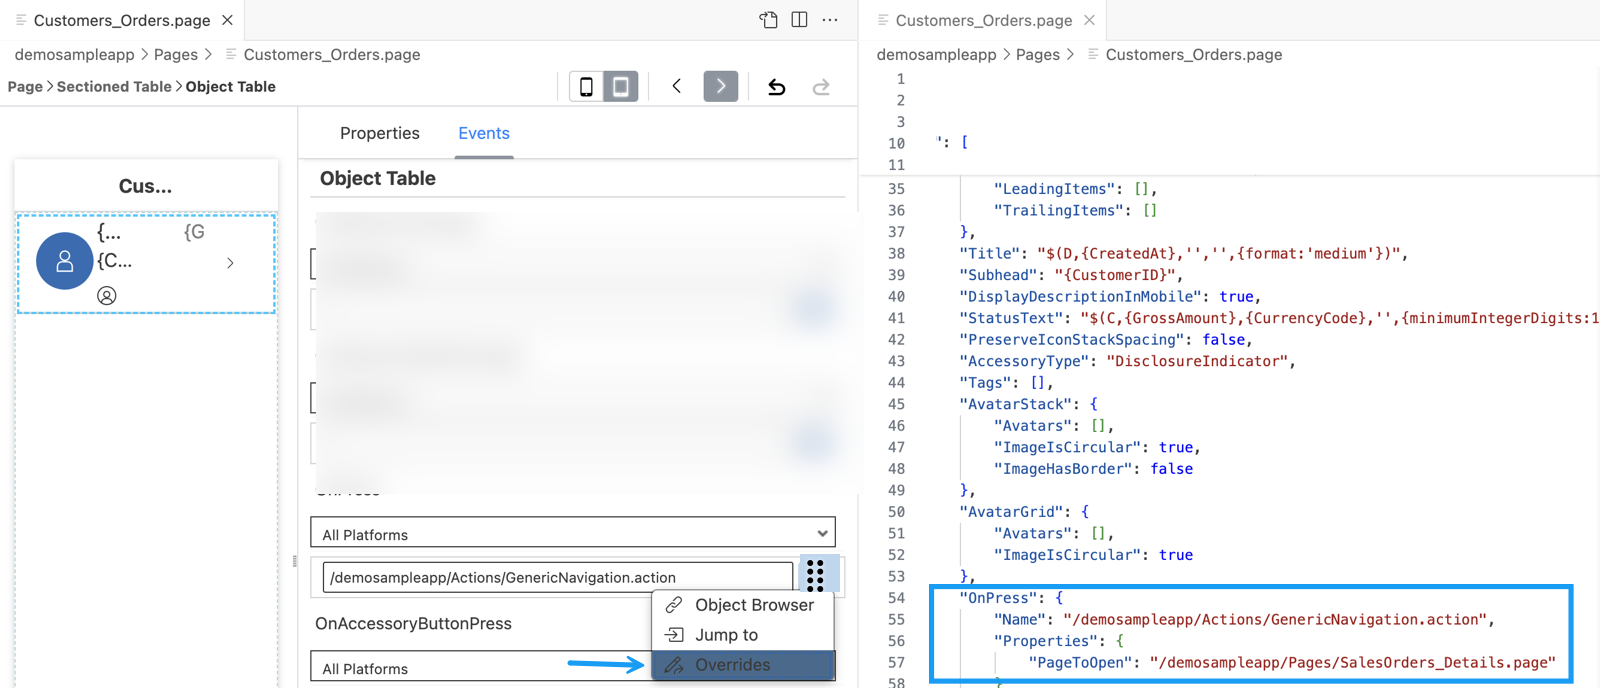 Customers_Orders.page
demosampleapp > Pages > Customers_Orders.page
Page > Sectioned Table > Object Table
Cus...
{...
{G
{C...
Properties
Events
Object Table
OnPress
All Platforms
/demosampleapp/Actions/GenericNavigation.action
Object Browser
Jump to
Overrides
OnAccessoryButtonPress
All Platforms
Customers_Orders.page
demosampleapp > Pages > Customers_Orders.page
1
2
3
10 ": [
11
35 "LeadingItems": [],
36 "TrailingItems": []
37 },
38 "Title": "$(D,{CreatedAt},'','',{format:'medium'})",
39 "Subhead": "{CustomerID}",
40 "DisplayDescriptionInMobile": true,
41 "StatusText": "$(C,{GrossAmount},{CurrencyCode},'',{minimumIntegerDigits:1
42 "PreserveIconStackSpacing": false,
43 "AccessoryType": "DisclosureIndicator",
44 "Tags": [],
45 "AvatarStack": {
46 "Avatars": [],
47 "ImageIsCircular": true,
48 "ImageHasBorder": false
49 },
50 "AvatarGrid": {
51 "Avatars": [],
52 "ImageIsCircular": true
53 },
54 "OnPress": {
55 "Name": "/demosampleapp/Actions/GenericNavigation.action",
56 "Properties": {
57 "PageToOpen": "/demosampleapp/Pages/SalesOrders_Details.page"
58 }